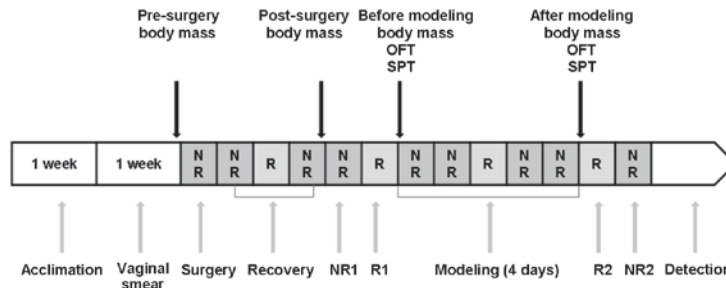 Pre-surgery
body mass
Post-surgery
body mass
Before modeling
body mass
OFT
SPT
After modeling
body mass
OFT
SPT
1 week
1 week
N
R
N
R
R
N
R
N
R
R
N
R
N
R
R
N
R
N
R
R
N
R
Acclimation
Vaginal
smear
Surgery
Recovery
NR1
R1
Modeling (4 days)
R2
NR2
Detection